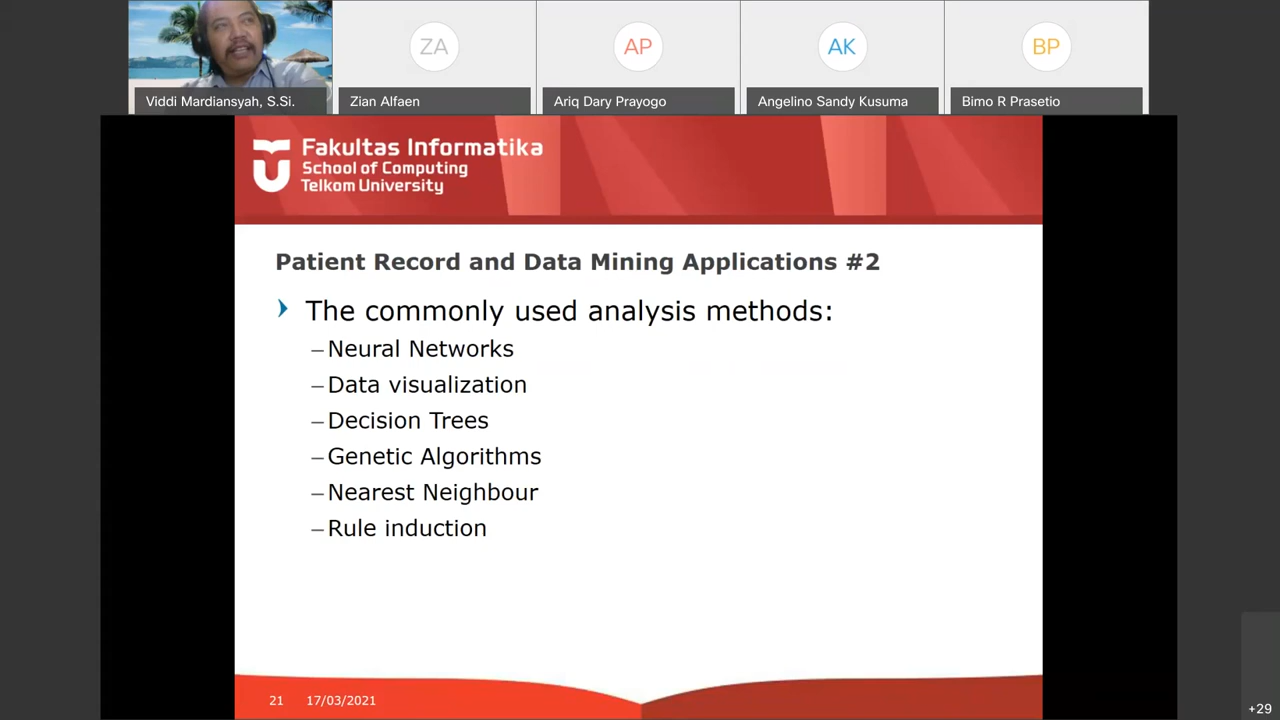 ZA
AP
AK
BP
Viddi Mardiansyah, S.Si.
Zian Alfaen
Ariq Dary Prayogo
Angelino Sandy Kusuma
Bimo R Prasetio
Fakultas Informatika
School of Computing
Telkom University
Patient Record and Data Mining Applications #2
The commonly used analysis methods:
–Neural Networks
–Data visualization
–Decision Trees
–Genetic Algorithms
–Nearest Neighbour
–Rule induction
21 17/03/2021
+29